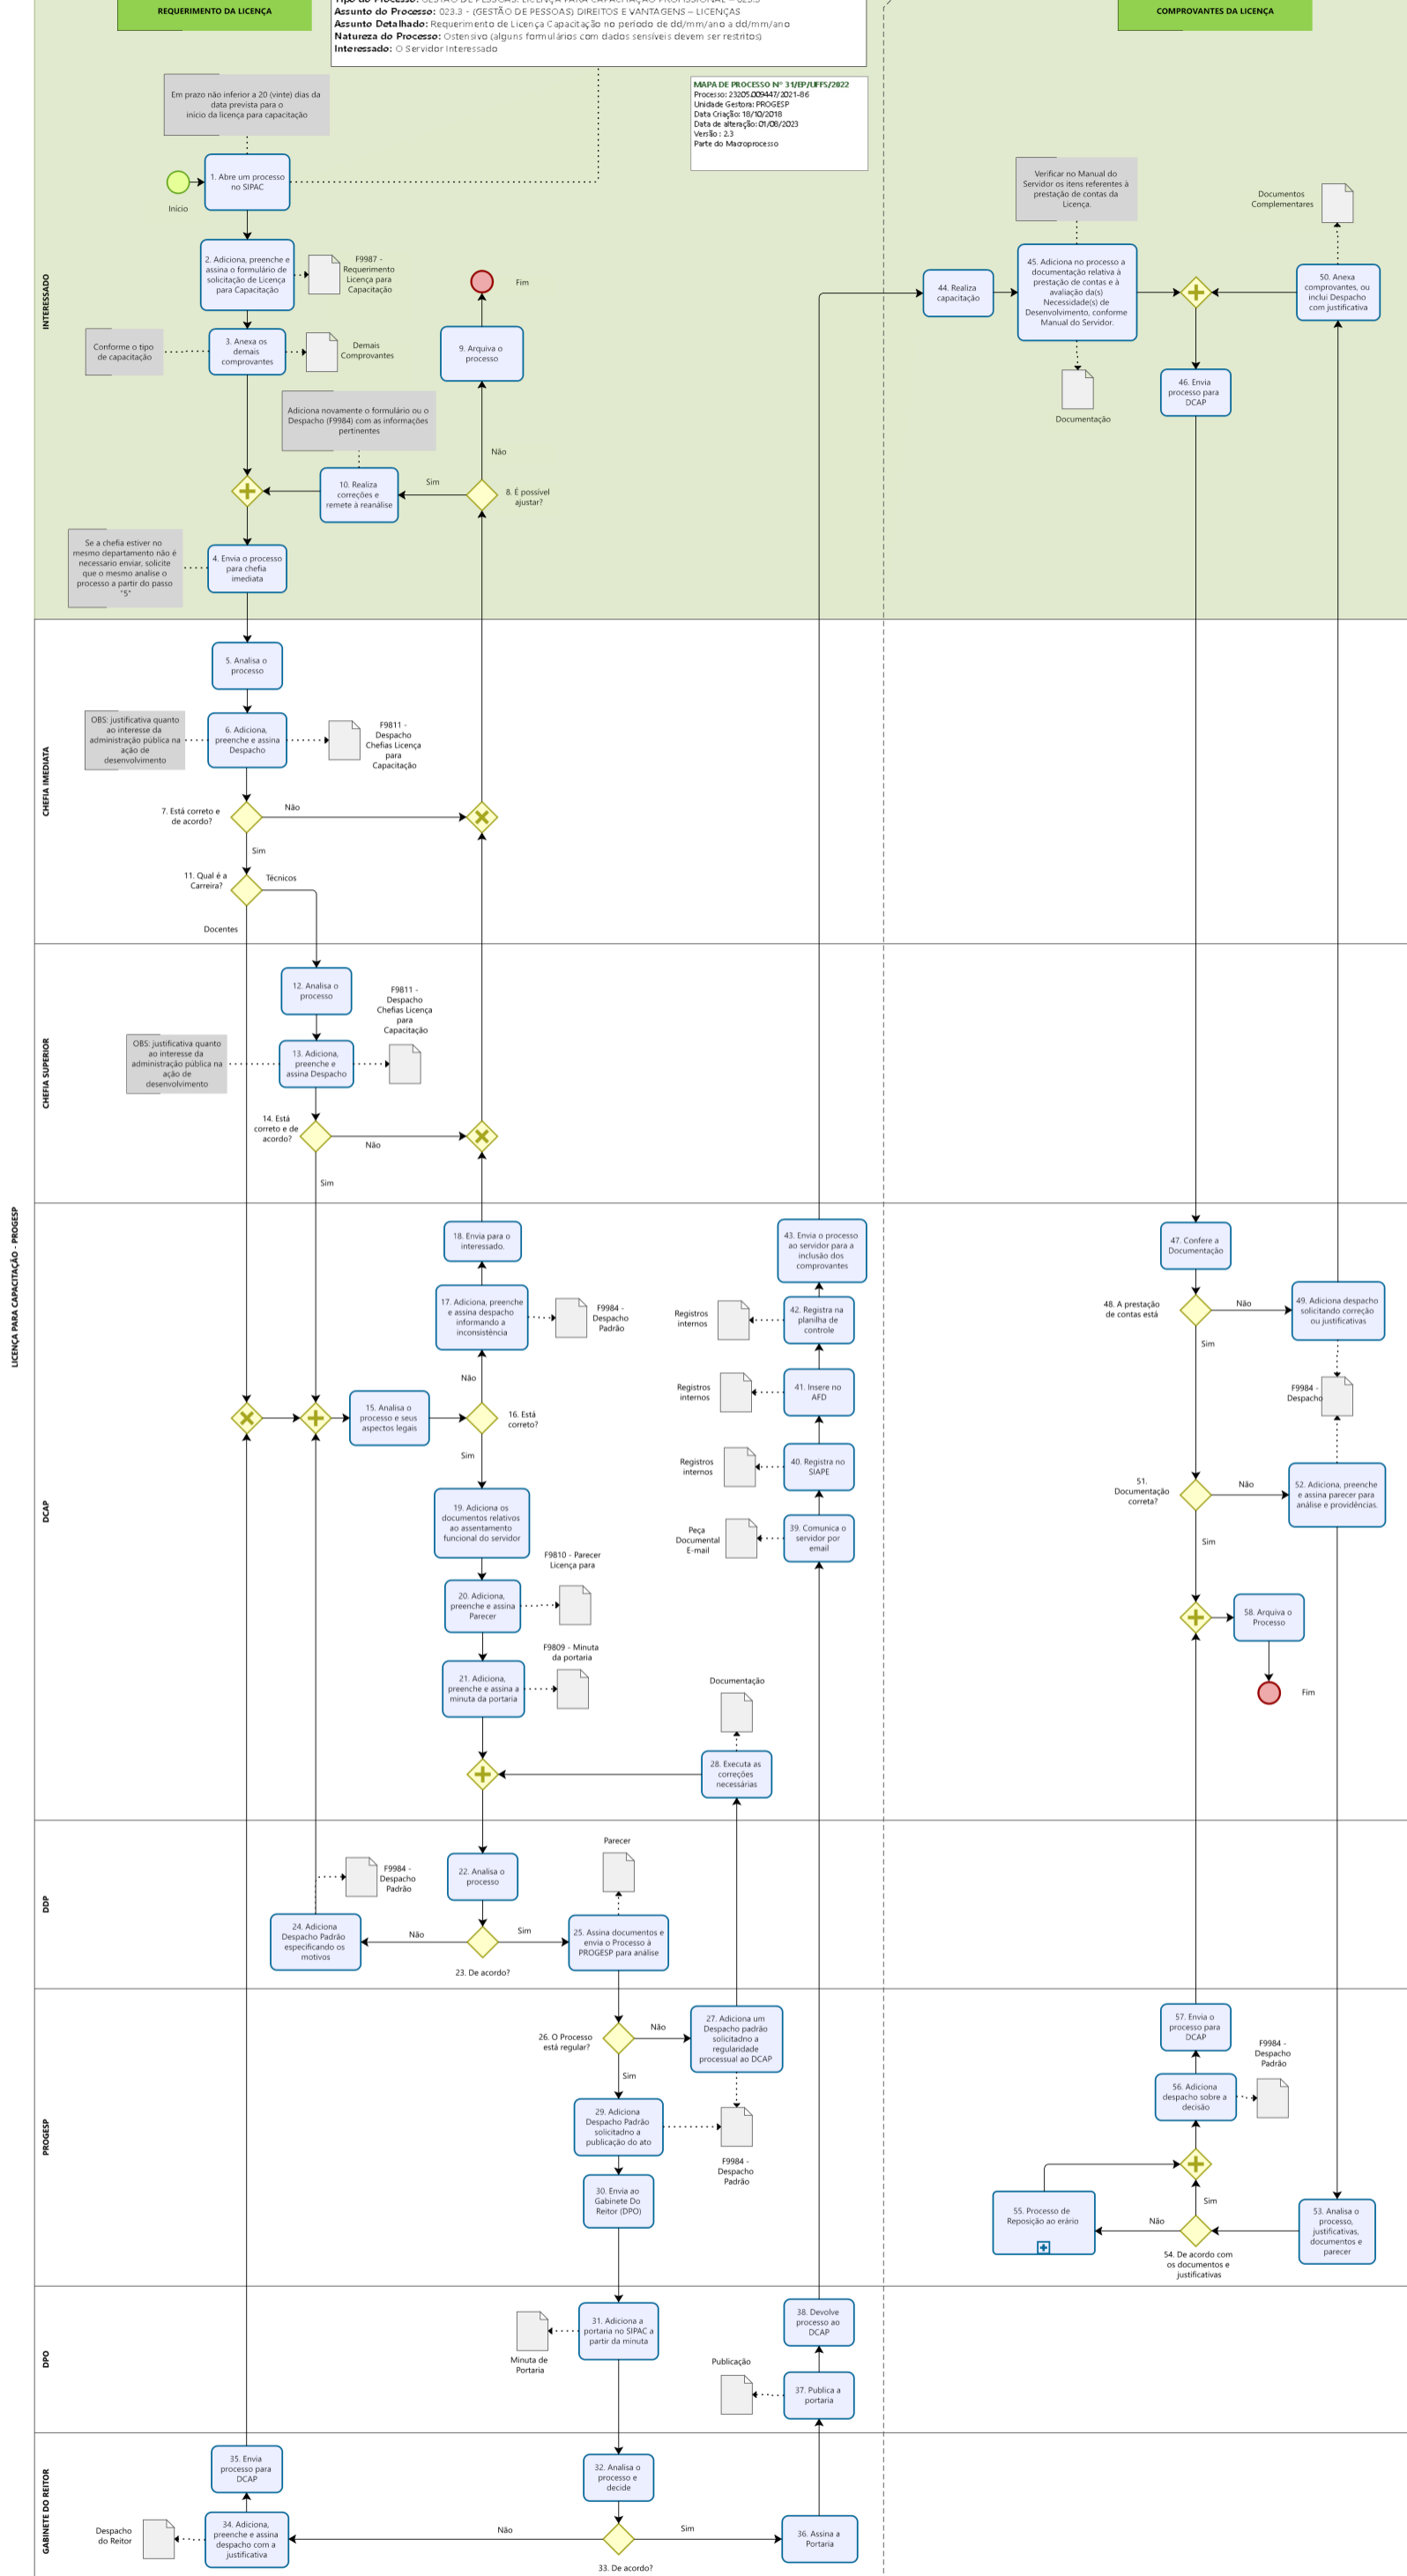 REQUERIMENTO DA LICENÇA
Tipo do Processo: GESTÃO DE PESSOAS: LICENÇA PARA CAPACITAÇÃO PROFISSIONAL – 023.3
Assunto do Processo: 023.3 - (GESTÃO DE PESSOAS) DIREITOS E VANTAGENS – LICENÇAS
Assunto Detalhado: Requerimento de Licença Capacitação no período de dd/mm/ano a dd/mm/ano
Natureza do Processo: Ostensivo (alguns formulários com dados sensíveis devem ser restritos)
Interessado: O Servidor Interessado
COMPROVANTES DA LICENÇA
MAPA DE PROCESSO Nº 31/EP/UFFS/2022
Processo: 23205.009447/2021-86
Unidade Gestora: PROGESP
Data Criação: 18/10/2018
Data de alteração: 01/08/2023
Versão : 2.3
Parte do Macroprocesso
LICENÇA PARA CAPACITAÇÃO - PROGESP
INTERESSADO
Em prazo não inferior a 20 (vinte) dias da
data prevista para o
início da licença para capacitação
Início
1. Abre um processo
no SIPAC
2. Adiciona, preenche e
assina o formulário de
solicitação de Licença
para Capacitação
F9987 -
Requerimento
Licença para
Capacitação
Conforme o tipo
de capacitação
3. Anexa os
demais
comprovantes
Demais
Comprovantes
Fim
9. Arquiva o
processo
Adiciona novamente o formulário ou o
Despacho (F9984) com as informações
pertinentes
Não
10. Realiza
correções e
remete à reanálise
Sim
8. É possível
ajustar?
Se a chefia estiver no
mesmo departamento não é
necessario enviar, solicite
que o mesmo analise o
processo a partir do passo
"5"
4. Envia o processo
para chefia
imediata
44. Realiza
capacitação
Verificar no Manual do
Servidor os itens referentes à
prestação de contas da
Licença.
45. Adiciona no processo a
documentação relativa à
prestação de contas e à
avaliação da(s)
Necessidade(s) de
Desenvolvimento, conforme
Manual do Servidor.
Documentação
46. Envia
processo para
DCAP
Documentos
Complementares
50. Anexa
comprovantes, ou
inclui Despacho
com justificativa
CHEFIA IMEDIATA
5. Analisa o
processo
OBS: justificativa quanto
ao interesse da
administração pública na
ação de
desenvolvimento
6. Adiciona,
preenche e assina
Despacho
F9811 -
Despacho
Chefias Licença
para
Capacitação
7. Está correto e
de acordo?
Não
Sim
11. Qual é a
Carreira?
Técnicos
Docentes
CHEFIA SUPERIOR
12. Analisa o
processo
F9811 -
Despacho
Chefias Licença
para
Capacitação
OBS: justificativa quanto
ao interesse da
administração pública na
ação de
desenvolvimento
13. Adiciona,
preenche e
assina Despacho
14. Está
correto e de
acordo?
Não
Sim
DCAP
18. Envia para o
interessado.
17. Adiciona, preenche
e assina despacho
informando a
inconsistência
F9984 -
Despacho
Padrão
Não
15. Analisa o
processo e seus
aspectos legais
16. Está
correto?
Sim
19. Adiciona os
documentos relativos
ao assentamento
funcional do servidor
F9810 - Parecer
Licença para
20. Adiciona,
preenche e assina
Parecer
F9809 - Minuta
da portaria
21. Adiciona,
preenche e assina a
minuta da portaria
Documentação
28. Executa as
correções
necessárias
43. Envia o processo
ao servidor para a
inclusão dos
comprovantes
Registros
internos
42. Registra na
planilha de
controle
Registros
internos
41. Insere no
AFD
Registros
internos
40. Registra no
SIAPE
Peça
Documental
E-mail
39. Comunica o
servidor por
email
47. Confere a
Documentação
48. A prestação
de contas está
Não
Sim
49. Adiciona despacho
solicitando correção
ou justificativas
F9984 -
Despacho
51.
Documentação
correta?
Não
Sim
52. Adiciona, preenche
e assina parecer para
análise e providências.
58. Arquiva o
Processo
Fim
DDP
F9984 -
Despacho
Padrão
22. Analisa o
processo
Parecer
24. Adiciona
Despacho Padrão
especificando os
motivos
Não
Sim
23. De acordo?
25. Assina documentos e
envia o Processo à
PROGESP para análise
PROGESP
26. O Processo
está regular?
Não
Sim
27. Adiciona um
Despacho padrão
solicitadno a
regularidade
processual ao DCAP
29. Adiciona
Despacho Padrão
solicitadno a
publicação do ato
F9984 -
Despacho
Padrão
30. Envia ao
Gabinete Do
Reitor (DPO)
57. Envia o
processo para
DCAP
F9984 -
Despacho
Padrão
56. Adiciona
despacho sobre a
decisão
55. Processo de
Reposição ao erário
Não
Sim
54. De acordo com
os documentos e
justificativas
53. Analisa o
processo,
justificativas,
documentos e
parecer
DPO
31. Adiciona a
portaria no SIPAC a
partir da minuta
Minuta de
Portaria
38. Devolve
processo ao
DCAP
Publicação
37. Publica a
portaria
GABINETE DO REITOR
35. Envia
processo para
DCAP
32. Analisa o
processo e
decide
Despacho
do Reitor
34. Adiciona,
preenche e assina
despacho com a
justificativa
Não
Sim
33. De acordo?
36. Assina a
Portaria